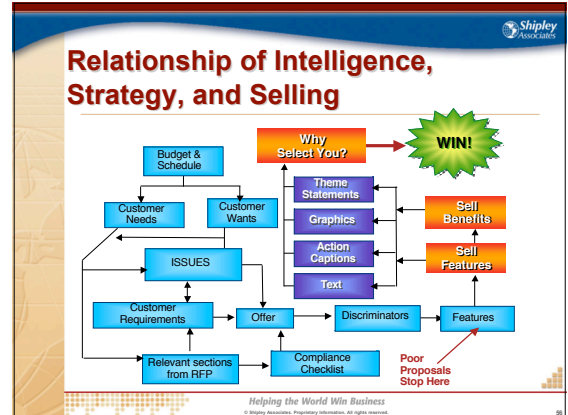 Shipley
Associates
Relationship of Intelligence,
Strategy, and Selling
Why
Select You?
WIN!
Budget &
Schedule
Customer
Needs
Customer
Wants
Theme
Statements
Graphics
Action
Captions
Text
Sell
Benefits
Sell
Features
ISSUES
Customer
Requirements
Offer
Discriminators
Features
Relevant sections
from RFP
Compliance
Checklist
Poor
Proposals
Stop Here
Helping the World Win Business
© Shipley Associates. Proprietary information. All rights reserved.
56